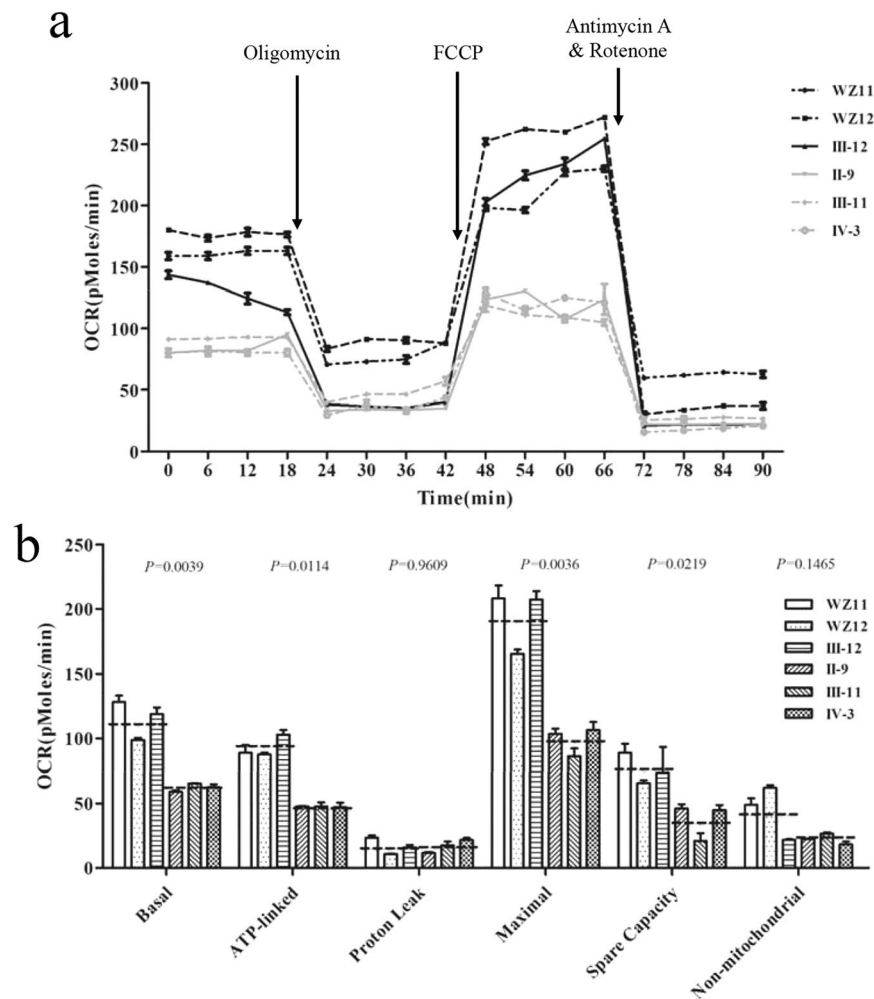 a
Oligomycin
FCCP
Antimycin A
& Rotenone
300
250
200
150
100
50
0
OCR(pMoles/min)
0 6 12 18 24 30 36 42 48 54 60 66 72 78 84 90
Time(min)
WZ11
WZ12
III-12
II-9
III-11
IV-3
b
250
200
150
100
50
0
OCR(pMoles/min)
P=0.0039 P=0.0114 P=0.9609 P=0.0036 P=0.0219 P=0.1465
WZ11
WZ12
III-12
II-9
III-11
IV-3
Basal
ATP-linked
Proton Leak
Maximal
Spare Capacity
Non-mitochondrial